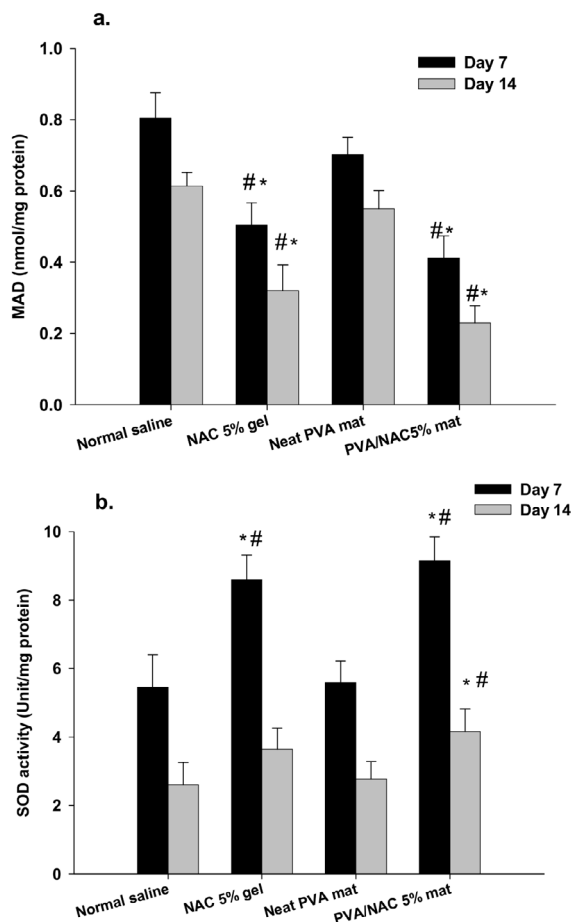 a.
1.0
0.8
0.6
0.4
0.2
0.0
MAD (nmol/mg protein)
Day 7
Day 14
#*
#*
#*
#*
Normal saline
NAC 5% gel
Neat PVA mat
PVA/NAC5% mat
b.
10
8
6
4
2
0
SOD activity (Unit/mg protein)
Day 7
Day 14
*#
*#
*#
Normal saline
NAC 5% gel
Neat PVA mat
PVA/NAC 5% mat